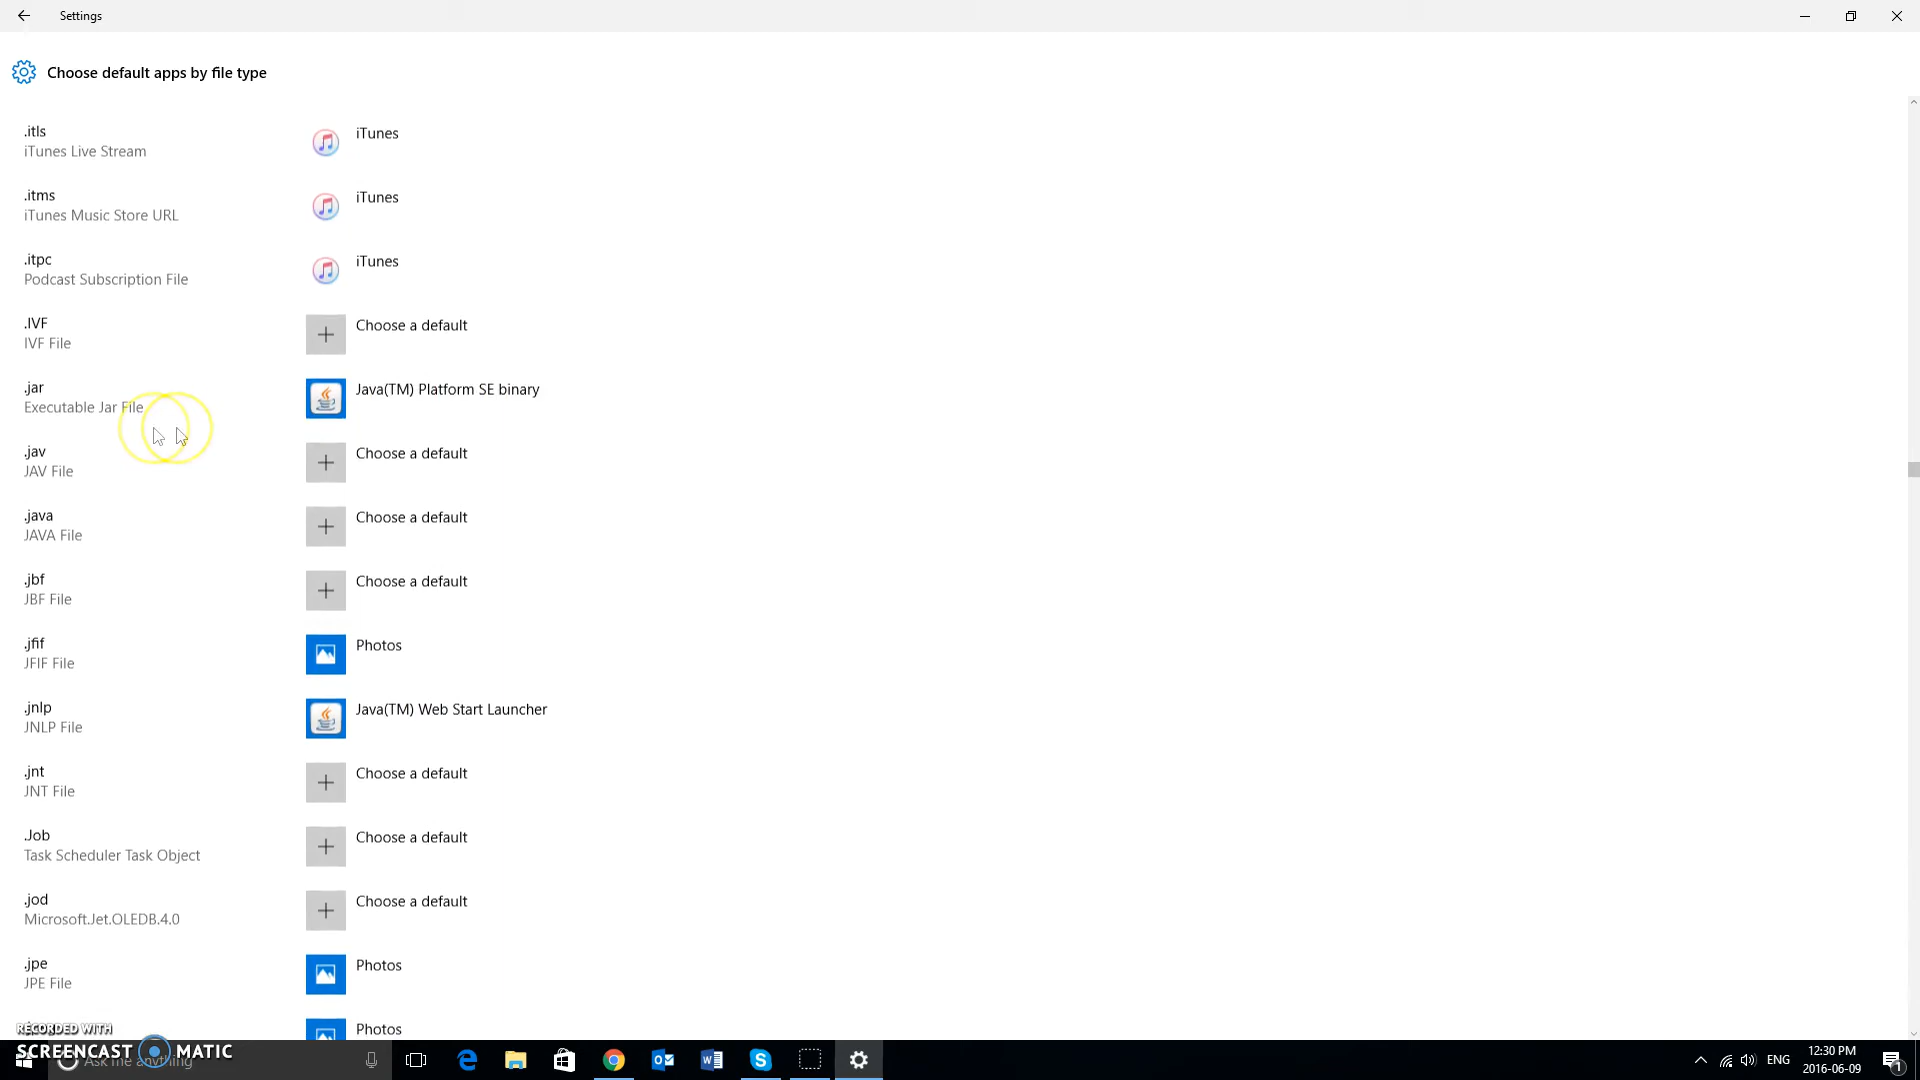 Settings
Choose default apps by file type
.itls
iTunes Live Stream
iTunes
.itms
iTunes Music Store URL
iTunes
.itpc
Podcast Subscription File
iTunes
.IVF
IVF File
Choose a default
.jar
Executable Jar File
Java(TM) Platform SE binary
.jav
JAV File
Choose a default
.java
JAVA File
Choose a default
.jbf
JBF File
Choose a default
.jfif
JFIF File
Photos
.jnlp
JNLP File
Java(TM) Web Start Launcher
.jnt
JNT File
Choose a default
.Job
Task Scheduler Task Object
Choose a default
.jod
Microsoft.Jet.OLEDB.4.0
Choose a default
.jpe
JPE File
Photos
Photos
RECORDED WITH
SCREENCAST MATIC
Ask me anything
ENG
12:30 PM
2016-06-09
1